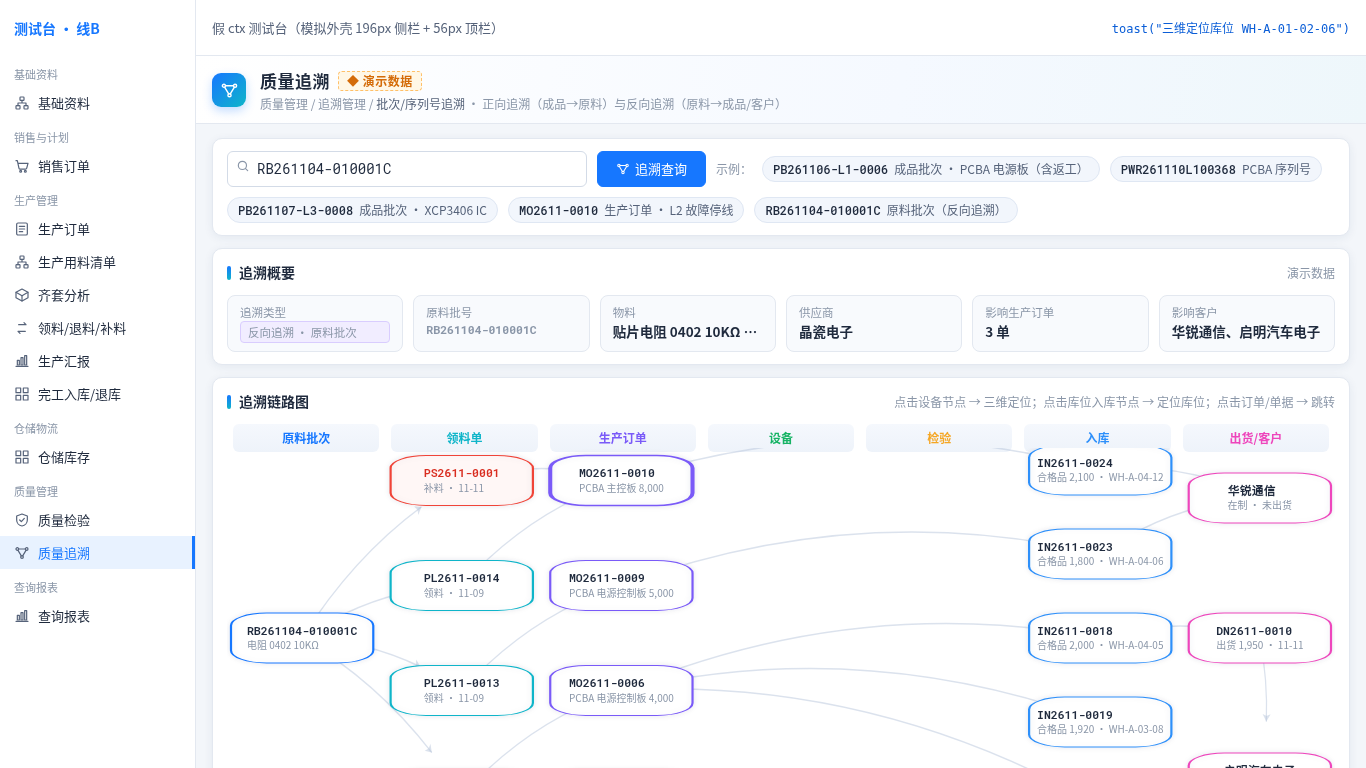 测试台 · 线B
假 ctx 测试台（模拟外壳 196px 侧栏 + 56px 顶栏）
toast("三维定位库位 WH-A-01-02-06")
基础资料
基础资料
销售与计划
销售订单
生产管理
生产订单
生产用料清单
齐套分析
领料/退料/补料
生产汇报
完工入库/退库
仓储物流
仓储库存
质量管理
质量检验
质量追溯
查询报表
查询报表
质量追溯
◆ 演示数据
质量管理 / 追溯管理 / 批次/序列号追溯 · 正向追溯（成品→原料）与反向追溯（原料→成品/客户）
RB261104-010001C
追溯查询
示例：
PB261106-L1-0006 成品批次 · PCBA 电源板（含返工）
PWR261110L100368 PCBA 序列号
PB261107-L3-0008 成品批次 · XCP3406 IC
MO2611-0010 生产订单 · L2 故障停线
RB261104-010001C 原料批次（反向追溯）
追溯概要
演示数据
追溯类型
反向追溯 · 原料批次
原料批号
RB261104-010001C
物料
贴片电阻 0402 10KΩ ···
供应商
晶瓷电子
影响生产订单
3 单
影响客户
华锐通信、启明汽车电子
追溯链路图
点击设备节点 → 三维定位；点击库位入库节点 → 定位库位；点击订单/单据 → 跳转
原料批次
领料单
生产订单
设备
检验
入库
出货/客户
PS2611-0001
补料 · 11-11
MO2611-0010
PCBA 主控板 8,000
IN2611-0024
合格品 2,100 · WH-A-04-12
华锐通信
在制 · 未出货
PL2611-0014
领料 · 11-09
MO2611-0009
PCBA 电源控制板 5,000
IN2611-0023
合格品 1,800 · WH-A-04-06
RB261104-010001C
电阻 0402 10KΩ
IN2611-0018
合格品 2,000 · WH-A-04-05
DN2611-0010
出货 1,950 · 11-11
PL2611-0013
领料 · 11-09
MO2611-0006
PCBA 电源控制板 4,000
IN2611-0019
合格品 1,920 · WH-A-03-08
启明汽车电子